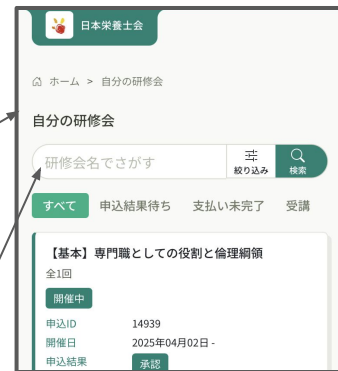 日本栄養士会
ホーム > 自分の研修会
自分の研修会
研修会名でさがす 絞り込み 検索
すべて 申込結果待ち 支払い未完了 受講
【基本】専門職としての役割と倫理綱領
全1回
開催中
申込ID 14939
開催日 2025年04月02日 -
申込結果 承認